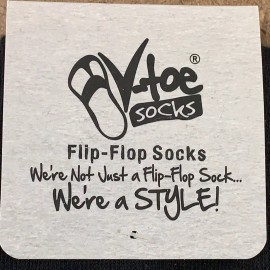 V-toe®
socks
Flip-Flop Socks
We're Not Just a Flip-Flop Sock...
We're a STYLE!